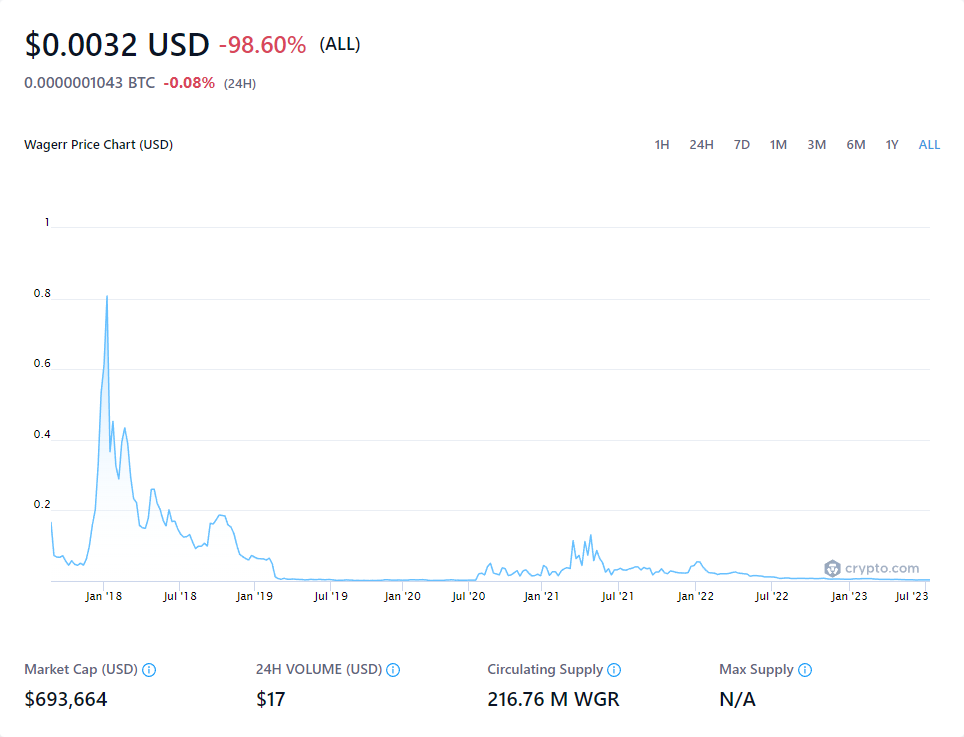 $0.0032 USD -98.60% (ALL)
0.0000001043 BTC -0.08% (24H)
Wagerr Price Chart (USD) 1H 24H 7D 1M 3M 6M 1Y ALL
1
0.8
0.6
0.4
0.2
crypto.com
Jan '18 Jul '18 Jan '19 Jul '19 Jan '20 Jul '20 Jan '21 Jul '21 Jan '22 Jul '22 Jan '23 Jul '23
Market Cap (USD) 24H VOLUME (USD) Circulating Supply Max Supply
$693,664 $17 216.76 M WGR N/A